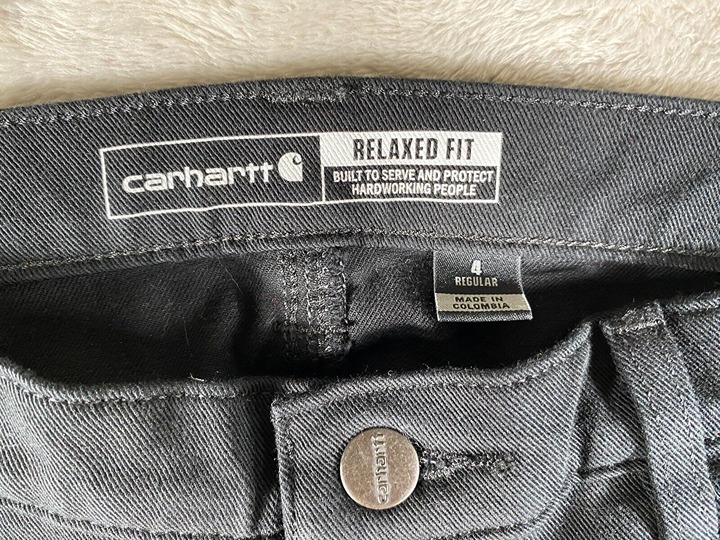 carhartt
RELAXED FIT
BUILT TO SERVE AND PROTECT
HARDWORKING PEOPLE
4
REGULAR
MADE IN
COLOMBIA
carhartt